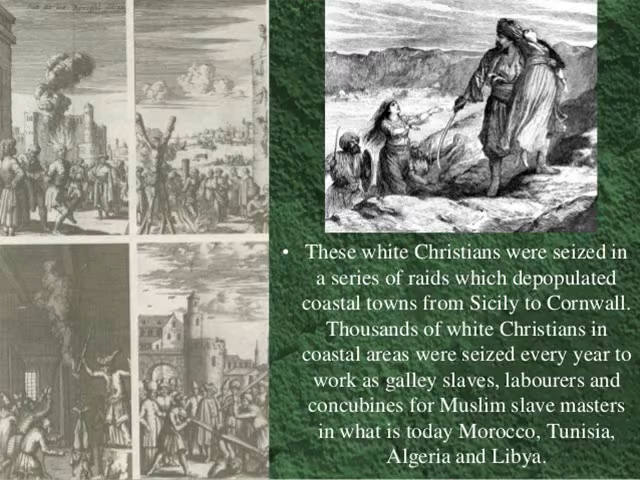 • These white Christians were seized in
a series of raids which depopulated
coastal towns from Sicily to Cornwall.
Thousands of white Christians in
coastal areas were seized every year to
work as galley slaves, labourers and
concubines for Muslim slave masters
in what is today Morocco, Tunisia,
Algeria and Libya.